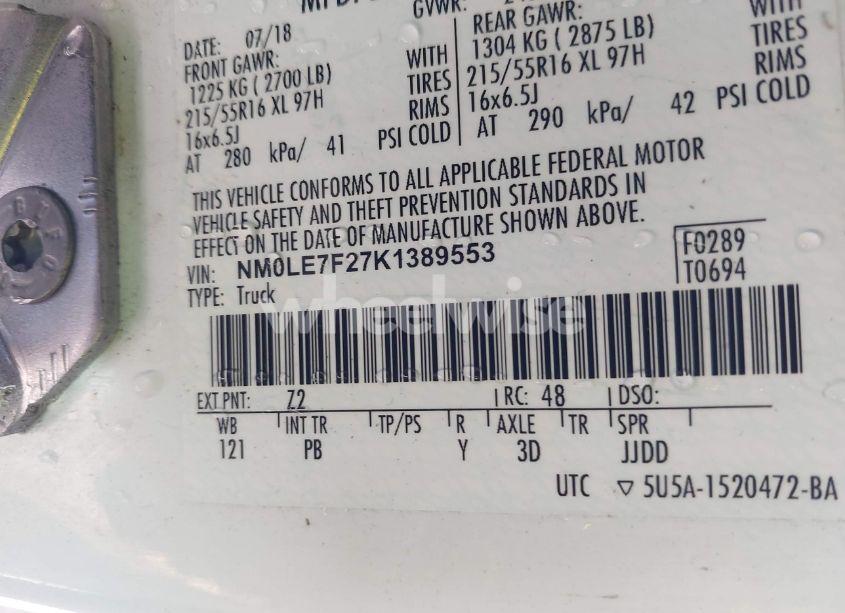 GVWR:
DATE: 07/18
FRONT GAWR: WITH
1225 KG ( 2700 LB) TIRES
215/55R16 XL 97H RIMS
16x6.5J
AT 280 kPa/ 41 PSI COLD
REAR GAWR: WITH
1304 KG ( 2875 LB) TIRES
215/55R16 XL 97H RIMS
16x6.5J
AT 290 kPa/ 42 PSI COLD
THIS VEHICLE CONFORMS TO ALL APPLICABLE FEDERAL MOTOR
VEHICLE SAFETY AND THEFT PREVENTION STANDARDS IN
EFFECT ON THE DATE OF MANUFACTURE SHOWN ABOVE.
VIN: NM0LE7F27K1389553
F0289
T0694
TYPE: Truck
wheelwise
EXT PNT: Z2 RC: 48 DSO:
WB INT TR TP/PS R AXLE TR SPR
121 PB Y 3D JJDD
UTC ▽ 5U5A-1520472-BA